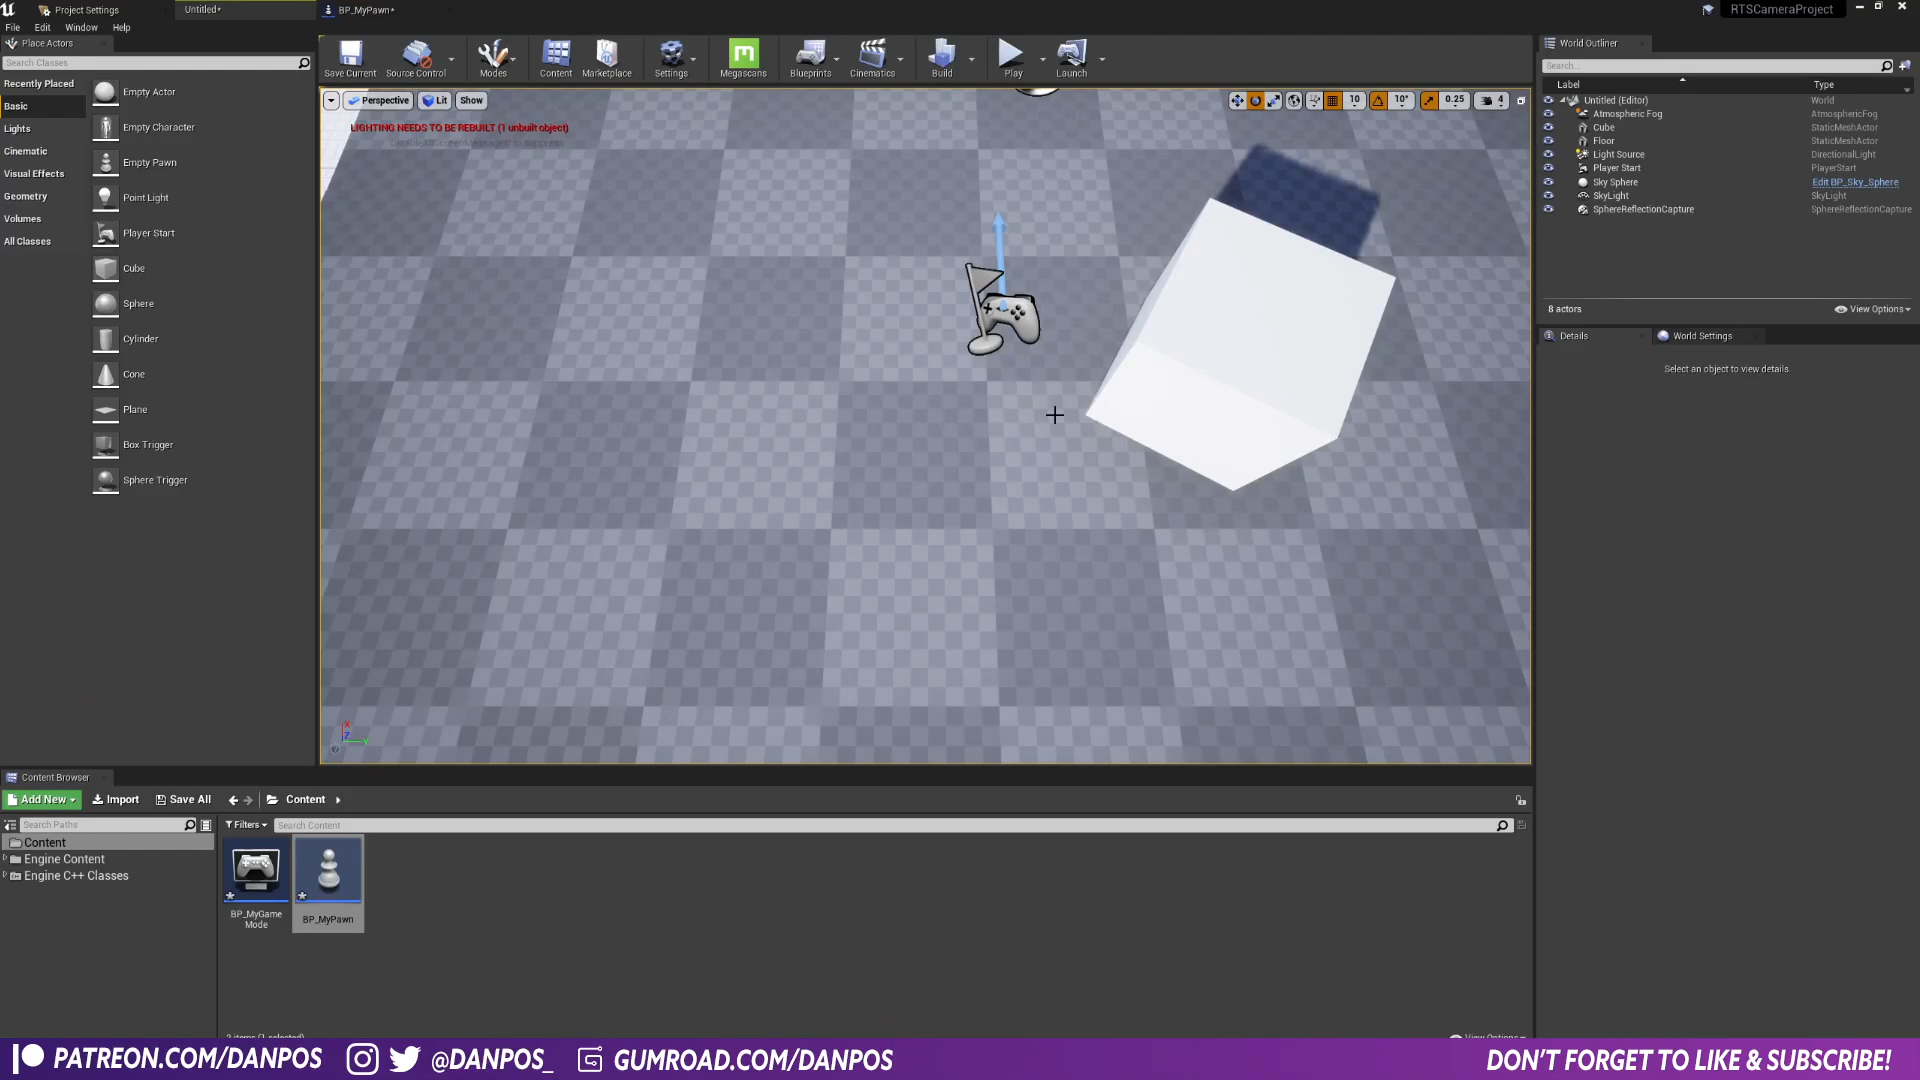 Project Settings
Untitled*
BP_MyPawn*
RTSCameraProject
File Edit Window Help
Place Actors
Search Classes
Recently Placed
Basic
Lights
Cinematic
Visual Effects
Geometry
Volumes
All Classes
Empty Actor
Empty Character
Empty Pawn
Point Light
Player Start
Cube
Sphere
Cylinder
Cone
Plane
Box Trigger
Sphere Trigger
Save Current
Source Control
Modes
Content
Marketplace
Settings
Megascans
Blueprints
Cinematics
Build
Play
Launch
Perspective Lit Show
10 10° 0.25 4
LIGHTING NEEDS TO BE REBUILT (1 unbuilt object)
X
Z
Y
World Outliner
Search...
Label Type
Untitled (Editor) World
Atmospheric Fog AtmosphericFog
Cube StaticMeshActor
Floor StaticMeshActor
Light Source DirectionalLight
Player Start PlayerStart
Sky Sphere Edit BP_Sky_Sphere
SkyLight SkyLight
SphereReflectionCapture SphereReflectionCapture
8 actors View Options
Details World Settings
Select an object to view details.
Content Browser
Add New Import Save All Content
Search Paths
Filters Search Content
Content
Engine Content
Engine C++ Classes
BP_MyGame
Mode
BP_MyPawn
PATREON.COM/DANPOS @DANPOS_ GUMROAD.COM/DANPOS DON'T FORGET TO LIKE & SUBSCRIBE!